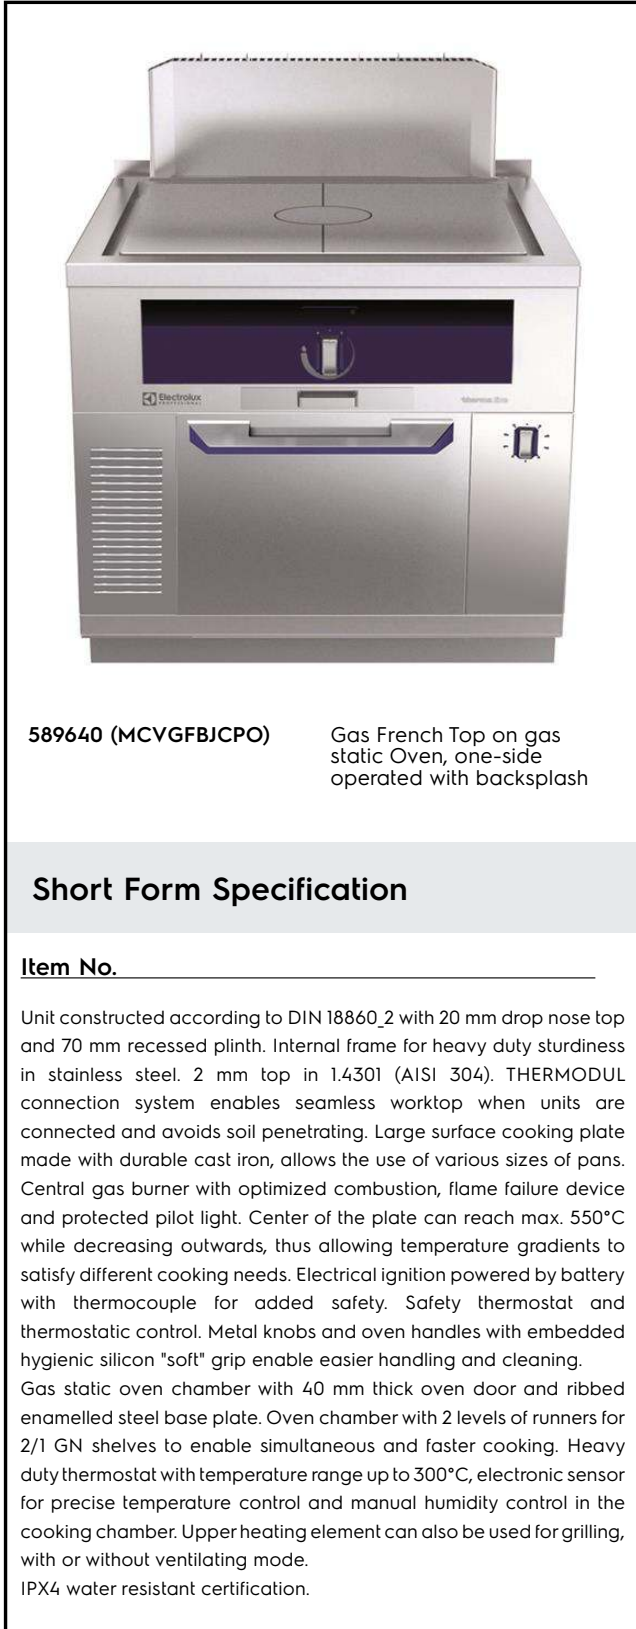 Electrolux
PROFESSIONAL
589640 (MCVGFBJCPO)
Gas French Top on gas
static Oven, one-side
operated with backsplash
Short Form Specification
Item No.
Unit constructed according to DIN 18860_2 with 20 mm drop nose top
and 70 mm recessed plinth. Internal frame for heavy duty sturdiness
in stainless steel. 2 mm top in 1.4301 (AISI 304). THERMODUL
connection system enables seamless worktop when units are
connected and avoids soil penetrating. Large surface cooking plate
made with durable cast iron, allows the use of various sizes of pans.
Central gas burner with optimized combustion, flame failure device
and protected pilot light. Center of the plate can reach max. 550°C
while decreasing outwards, thus allowing temperature gradients to
satisfy different cooking needs. Electrical ignition powered by battery
with thermocouple for added safety. Safety thermostat and
thermostatic control. Metal knobs and oven handles with embedded
hygienic silicon "soft" grip enable easier handling and cleaning.
Gas static oven chamber with 40 mm thick oven door and ribbed
enamelled steel base plate. Oven chamber with 2 levels of runners for
2/1 GN shelves to enable simultaneous and faster cooking. Heavy
duty thermostat with temperature range up to 300°C, electronic sensor
for precise temperature control and manual humidity control in the
cooking chamber. Upper heating element can also be used for grilling,
with or without ventilating mode.
IPX4 water resistant certification.